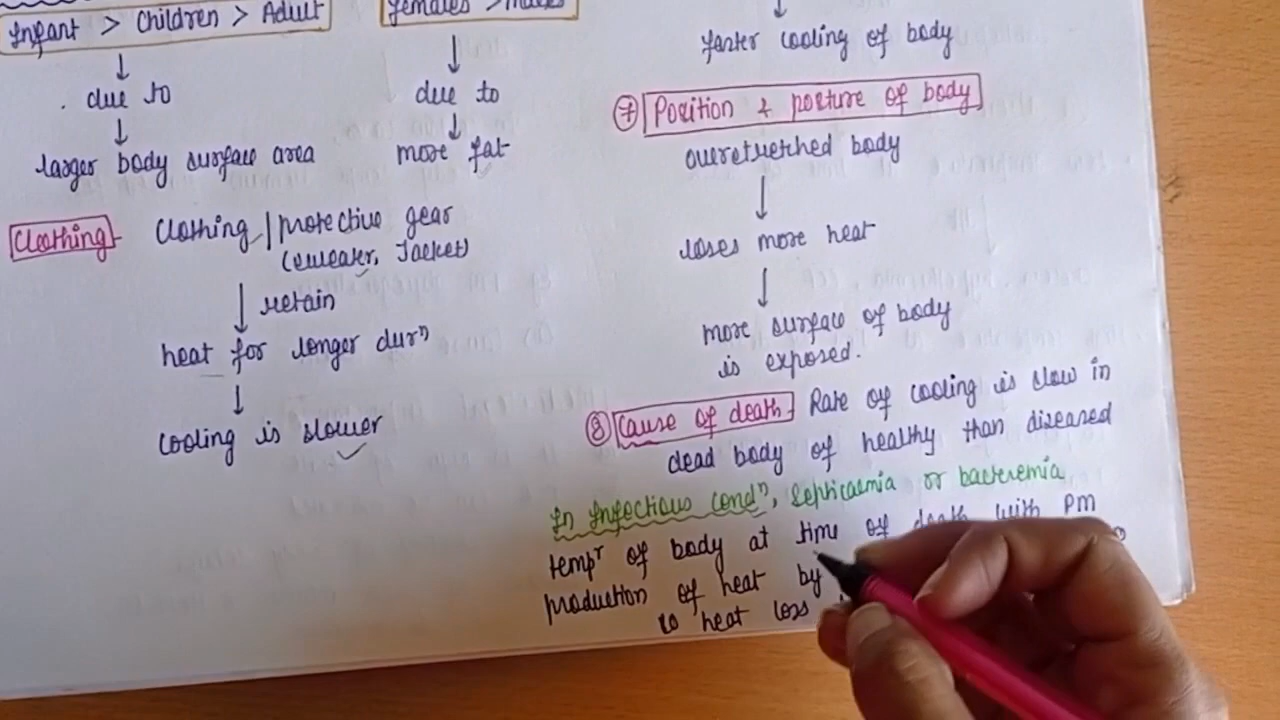 Infant > Children > Adult
↓
due to
↓
larger body surface area
females > males
↓
due to
↓
more fat
Clothing - Clothing / protective gear
(sweater, Jacket)
↓ retain
heat for longer durⁿ
↓
cooling is slower
↓
faster cooling of body
⑦ Position & posture of body
overstretched body
↓
loses more heat
↓
more surface of body
is exposed.
⑧ Cause of death - Rate of cooling is slow in
dead body of healthy than diseased
In Infectious condⁿ, septicaemia or bacteremia
tempʳ of body at time of death with PM
production of heat by
heat loss